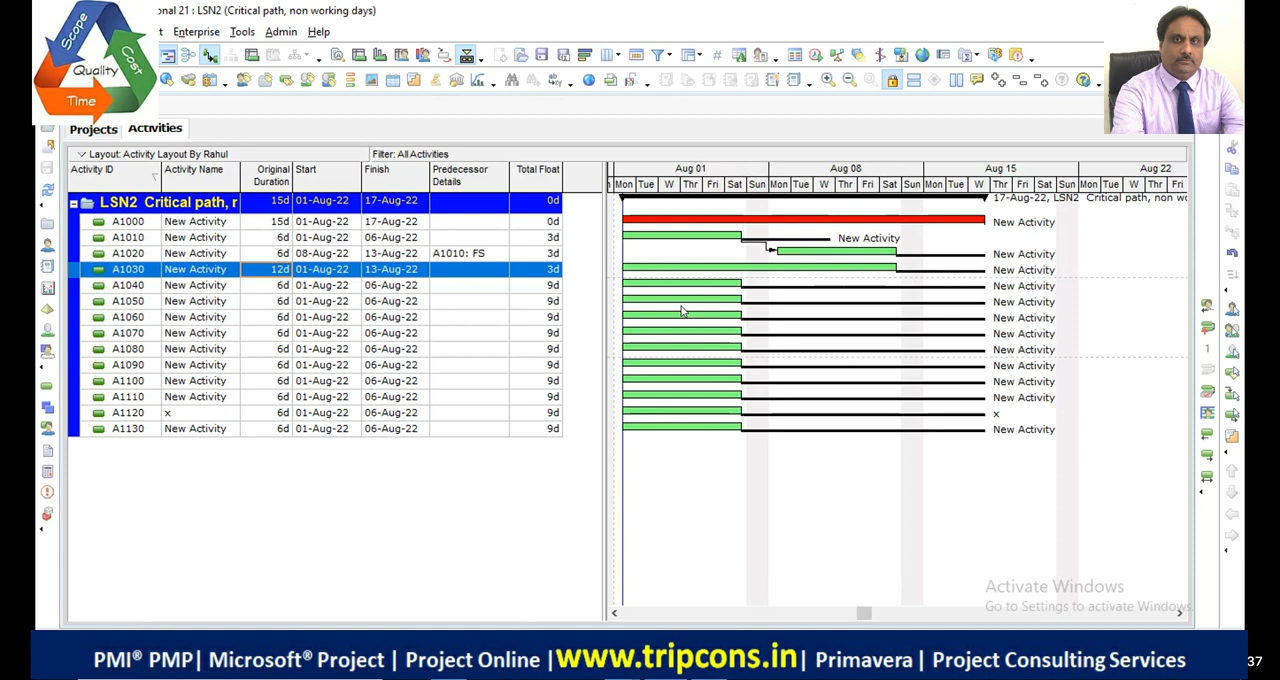 onal 21 : LSN2 (Critical path, non working days)
t Enterprise Tools Admin Help
Scope
Cost
Quality
Time
Projects Activities
Layout: Activity Layout By Rahul Filter: All Activities
Activity ID Activity Name Original Duration Start Finish Predecessor Details Total Float
Aug 01 Aug 08 Aug 15 Aug 22
Mon Tue W Thr Fri Sat Sun Mon Tue W Thr Fri Sat Sun Mon Tue W Thr Fri Sat Sun Mon Tue W Thr Fri
LSN2 Critical path, r 15d 01-Aug-22 17-Aug-22 0d 17-Aug-22, LSN2 Critical path, non wo
A1000 New Activity 15d 01-Aug-22 17-Aug-22 0d New Activity
A1010 New Activity 6d 01-Aug-22 06-Aug-22 3d New Activity
A1020 New Activity 6d 08-Aug-22 13-Aug-22 A1010: FS 3d New Activity
A1030 New Activity 12d 01-Aug-22 13-Aug-22 3d New Activity
A1040 New Activity 6d 01-Aug-22 06-Aug-22 9d New Activity
A1050 New Activity 6d 01-Aug-22 06-Aug-22 9d New Activity
A1060 New Activity 6d 01-Aug-22 06-Aug-22 9d New Activity
A1070 New Activity 6d 01-Aug-22 06-Aug-22 9d New Activity
A1080 New Activity 6d 01-Aug-22 06-Aug-22 9d New Activity
A1090 New Activity 6d 01-Aug-22 06-Aug-22 9d New Activity
A1100 New Activity 6d 01-Aug-22 06-Aug-22 9d New Activity
A1110 New Activity 6d 01-Aug-22 06-Aug-22 9d New Activity
A1120 x 6d 01-Aug-22 06-Aug-22 9d x
A1130 New Activity 6d 01-Aug-22 06-Aug-22 9d New Activity
Activate Windows
Go to Settings to activate Windows.
PMI® PMP| Microsoft® Project | Project Online |www.tripcons.in| Primavera | Project Consulting Services
37